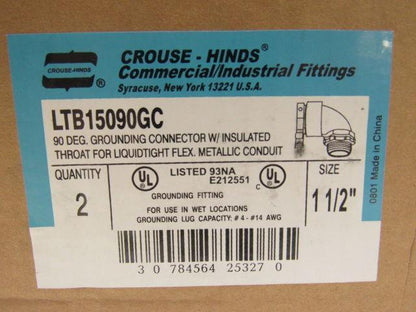 CROUSE-HINDS
®
CROUSE - HINDS®
Commercial/Industrial Fittings
Syracuse, New York 13221 U.S.A.
LTB15090GC
90 DEG. GROUNDING CONNECTOR W/ INSULATED
THROAT FOR LIQUIDTIGHT FLEX. METALLIC CONDUIT
QUANTITY
2
UL
LISTED 93NA
E212551
C UL
GROUNDING FITTING
FOR USE IN WET LOCATIONS
GROUNDING LUG CAPACITY: # 4 - #14 AWG
SIZE
1 1/2"
3 0 784564 25327 0
0801 Made in China